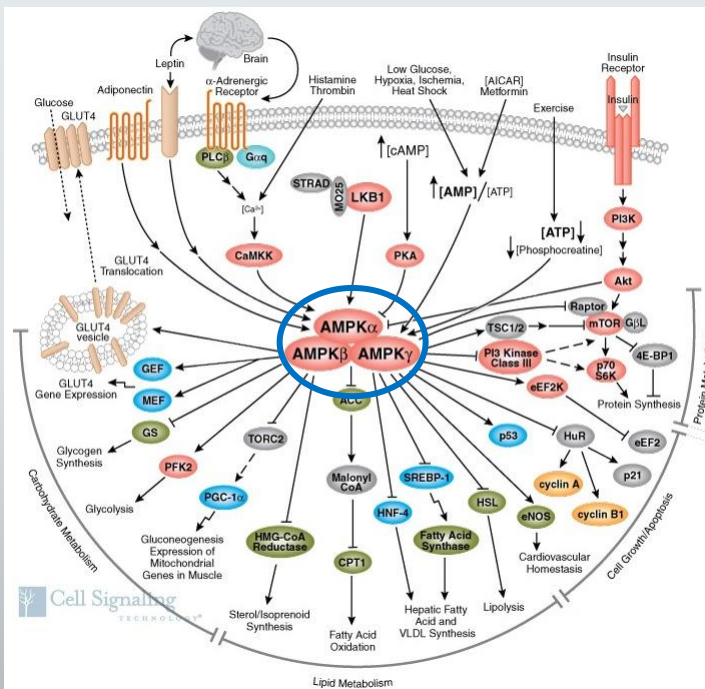 Brain
Leptin
α-Adrenergic
Receptor
Adiponectin
Histamine
Thrombin
Low Glucose,
Hypoxia, Ischemia,
Heat Shock
[AICAR]
Metformin
Exercise
Insulin
Receptor
Insulin
Glucose
GLUT4
PLCβ
Gαq
[cAMP]
STRAD
MO25
LKB1
[AMP]/[ATP]
[Ca²⁺]
CaMKK
PKA
[ATP]
[Phosphocreatine]
PI3K
Akt
GLUT4
Translocation
GLUT4
vesicle
AMPKα
AMPKβ
AMPKγ
Raptor
mTOR
GβL
TSC1/2
PI3 Kinase
Class III
p70
S6K
4E-BP1
Protein Synthesis
GEF
GLUT4
Gene Expression
MEF
GS
Glycogen
Synthesis
PFK2
Glycolysis
TORC2
PGC-1α
Gluconeogenesis
Expression of
Mitochondrial
Genes in Muscle
HMG-CoA
Reductase
Sterol/Isoprenoid
Synthesis
ACC
Malonyl
CoA
CPT1
Fatty Acid
Oxidation
SREBP-1
HNF-4
Fatty Acid
Synthase
Hepatic Fatty
Acid and
VLDL Synthesis
HSL
Lipolysis
eNOS
Cardiovascular
Homestasis
p53
eEF2K
eEF2
HuR
p21
cyclin A
cyclin B1
Carbohydrate Metabolism
Lipid Metabolism
Cell Growth/Apoptosis
Protein
Cell Signaling
TECHNOLOGY®